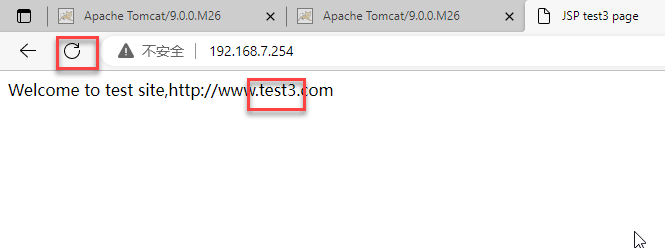 Apache Tomcat/9.0.0.M26
Apache Tomcat/9.0.0.M26
JSP test3 page
不安全
192.168.7.254
Welcome to test site,http://www.test3.com